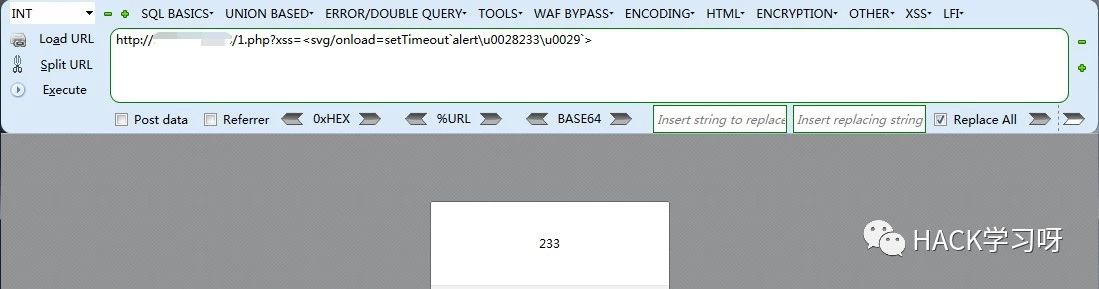 INT SQL BASICS UNION BASED ERROR/DOUBLE QUERY TOOLS WAF BYPASS ENCODING HTML ENCRYPTION OTHER XSS LFI
Load URL
http:// /1.php?xss=<svg/onload=setTimeout`alert\u0028233\u0029`>
Split URL
Execute
Post data Referrer 0xHEX %URL BASE64 Insert string to replace Insert replacing string Replace All
233
HACK学习呀